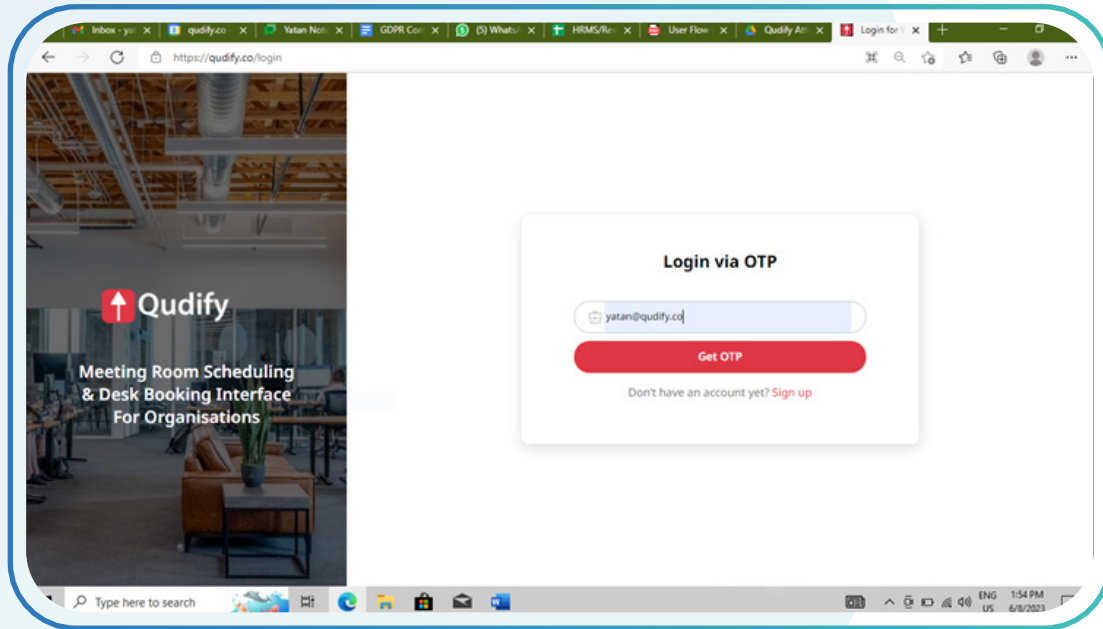 Inbox - yu
qudify.co -
Yatan Not
GDPR Con
(5) Whats
HRMS/Re
User Flow
Qudify Att
Login for
https://qudify.co/login
Qudify
Meeting Room Scheduling
& Desk Booking Interface
For Organisations
Login via OTP
yatan@qudify.co
Get OTP
Don't have an account yet? Sign up
Type here to search
ENG
US
1:54 PM
6/8/2023